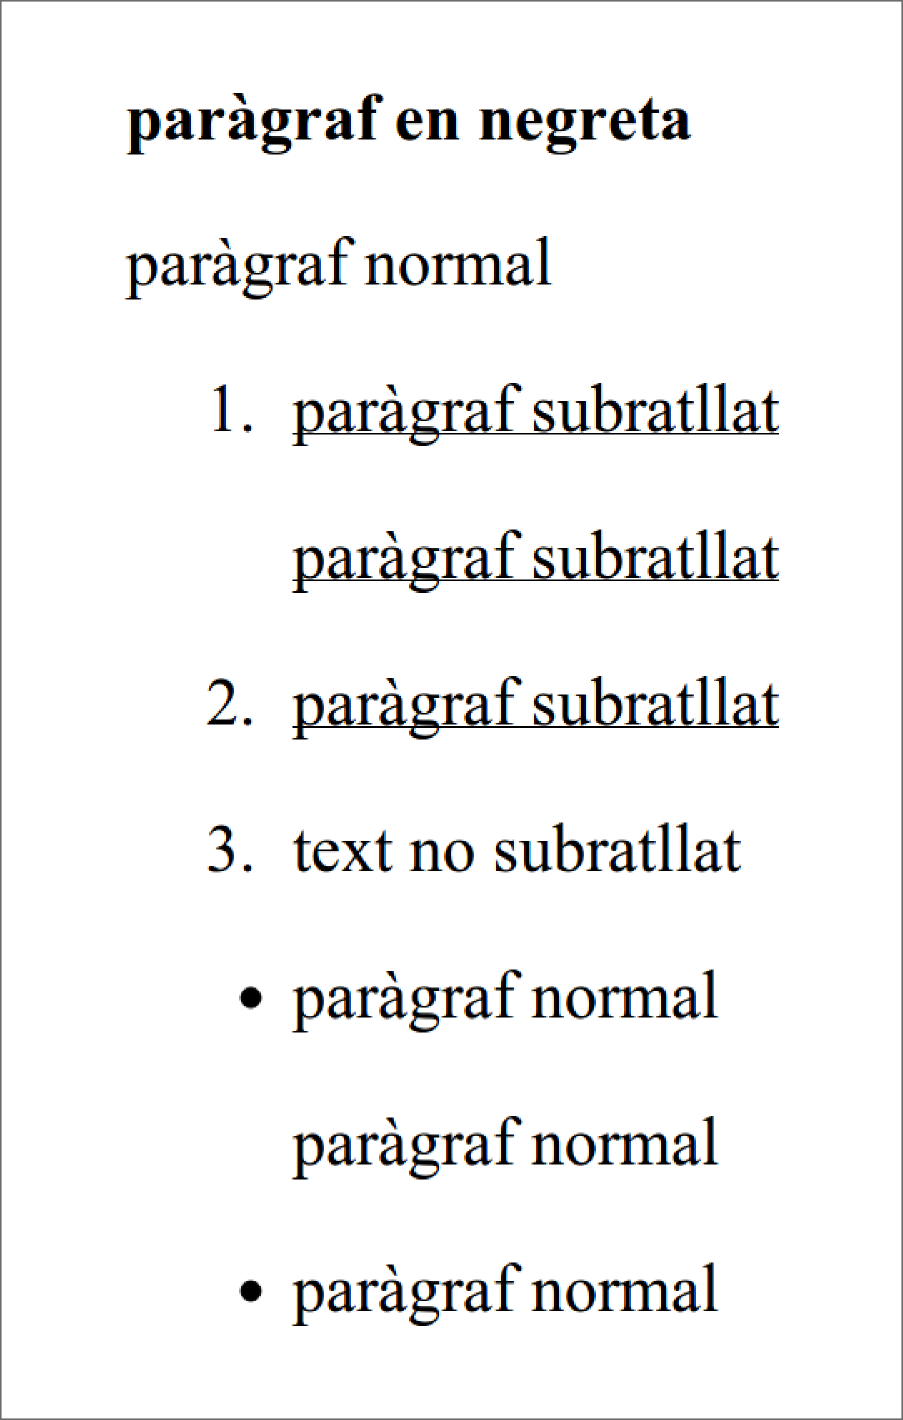 paràgraf en negreta
paràgraf normal
1. paràgraf subratllat
paràgraf subratllat
2. paràgraf subratllat
3. text no subratllat
• paràgraf normal
paràgraf normal
• paràgraf normal